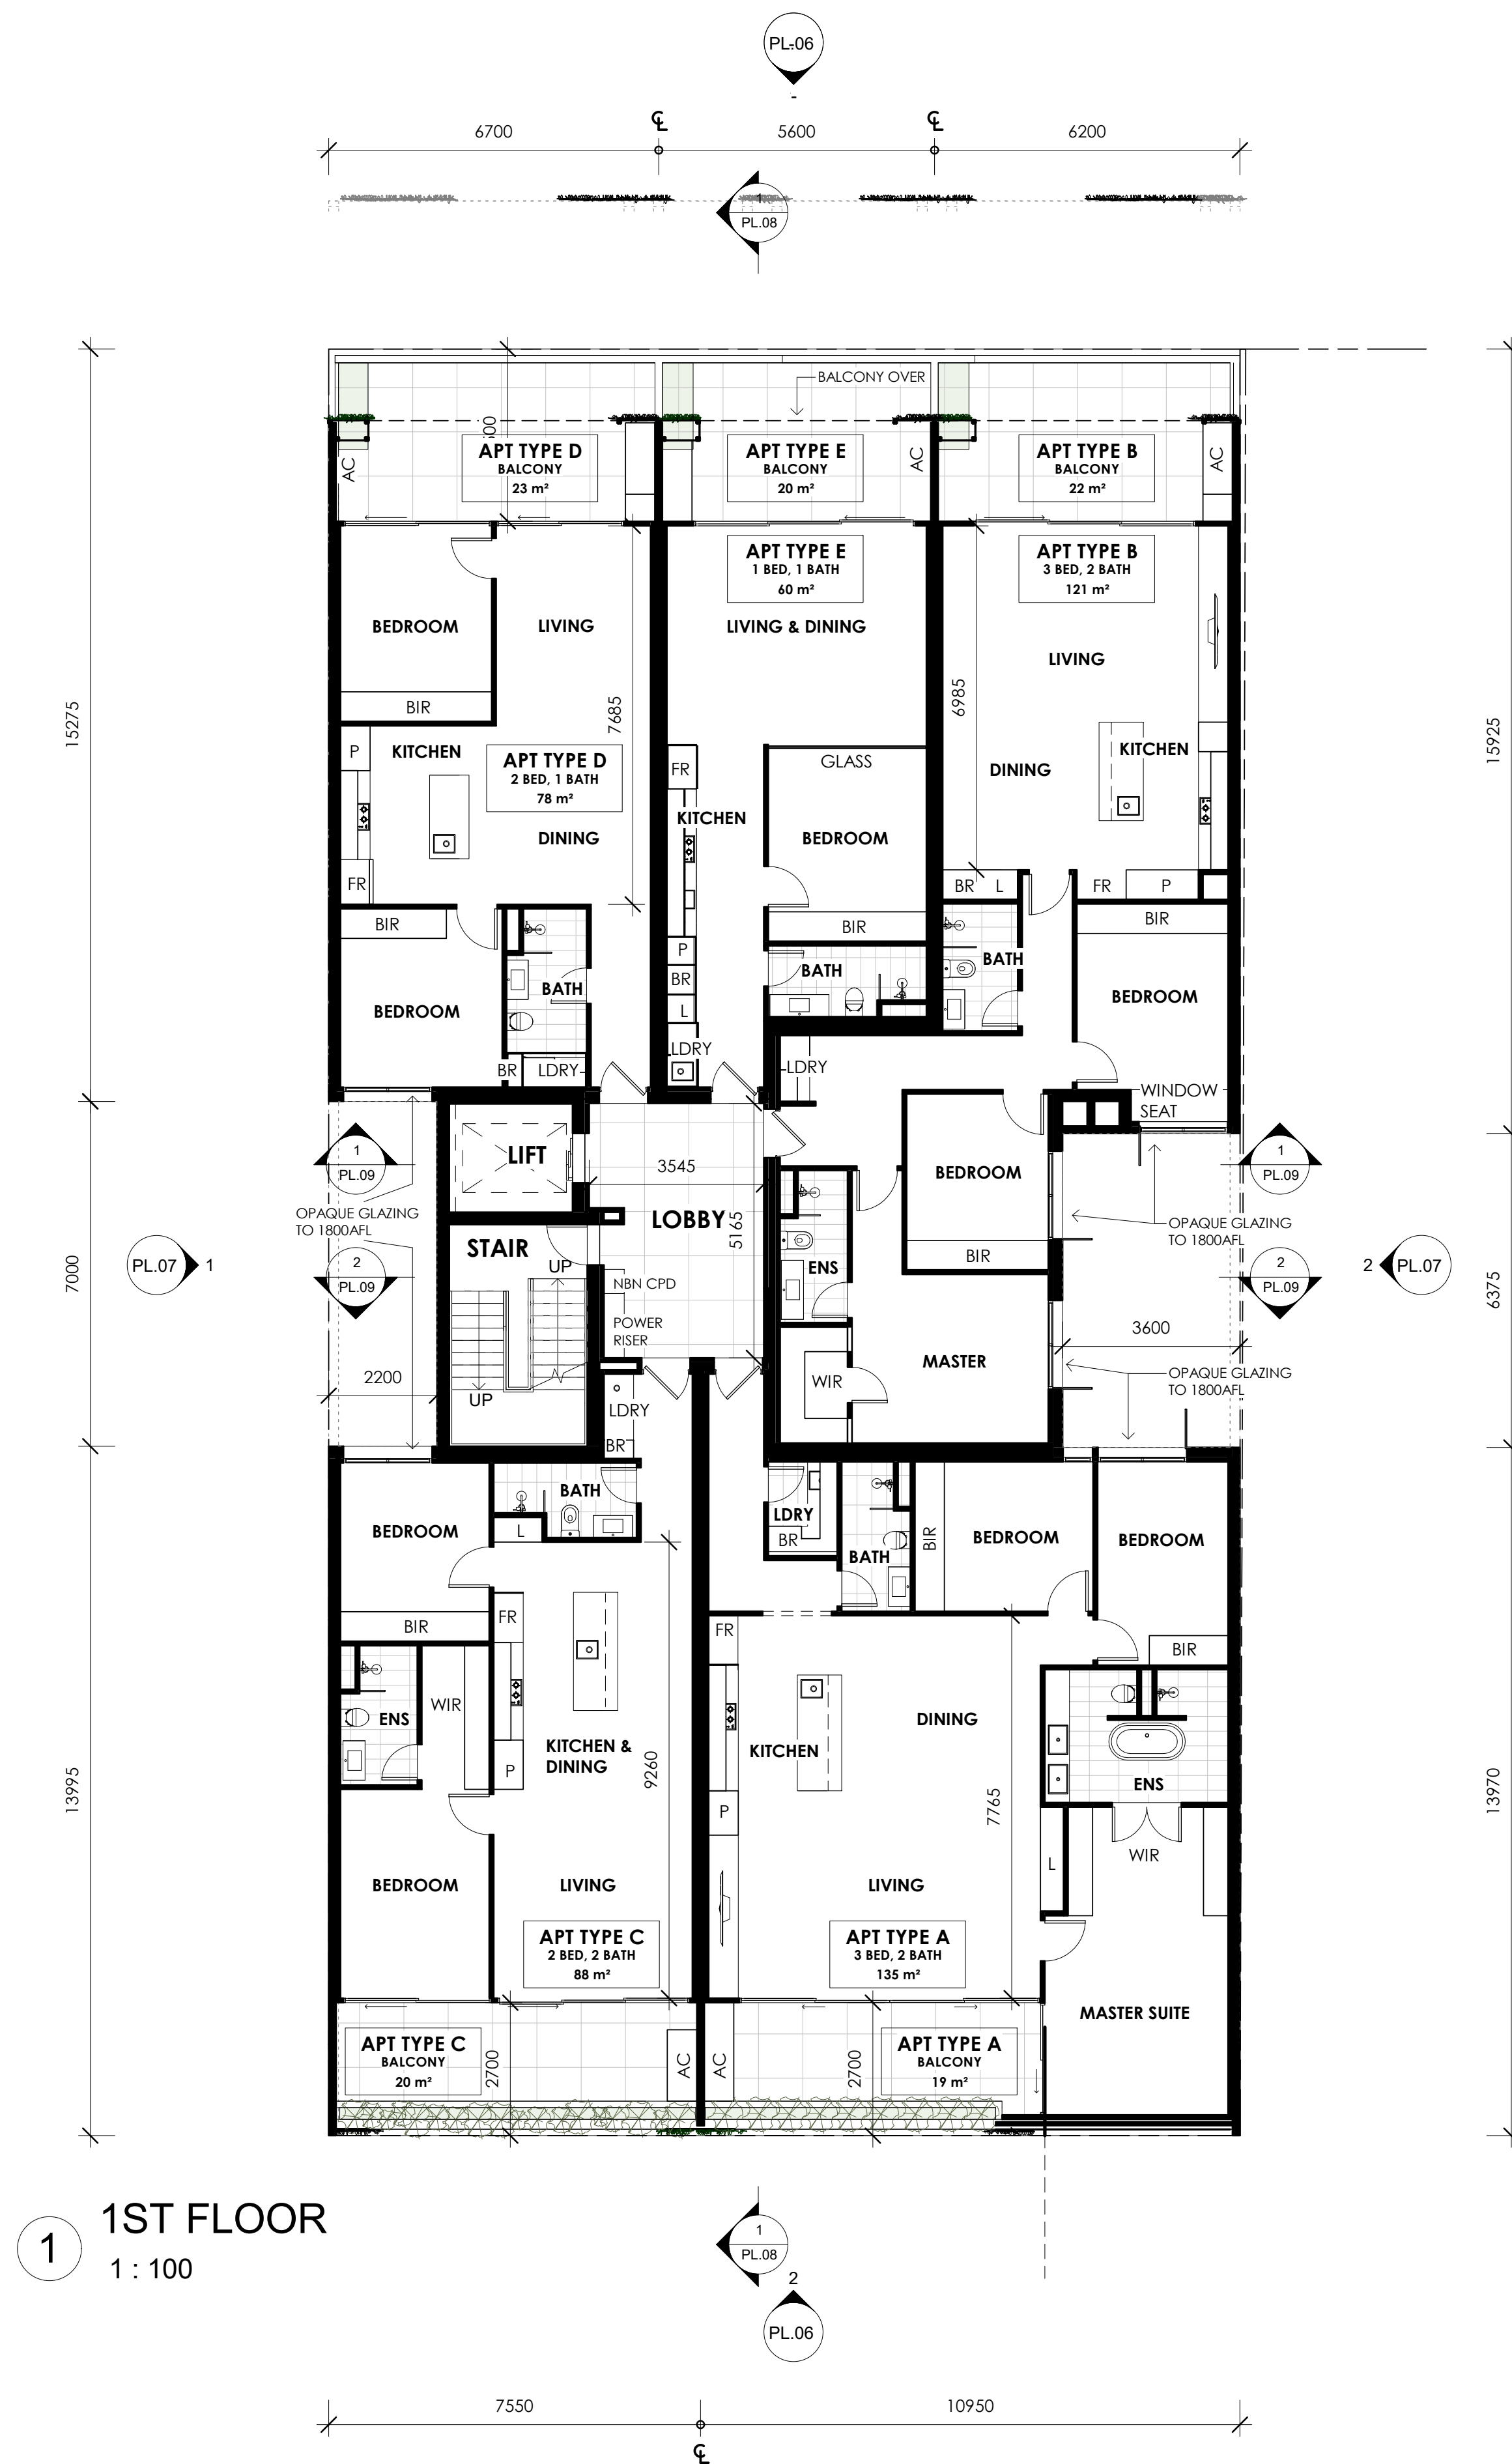 PL-06
-
6700
5600
6200
1
PL.08
BALCONY OVER
AC
APT TYPE D
BALCONY
23 m²
APT TYPE E
BALCONY
20 m²
AC
APT TYPE B
BALCONY
22 m²
AC
APT TYPE E
1 BED, 1 BATH
60 m²
APT TYPE B
3 BED, 2 BATH
121 m²
BEDROOM
LIVING
LIVING & DINING
LIVING
6985
7685
BIR
15275
15925
P
KITCHEN
APT TYPE D
2 BED, 1 BATH
78 m²
DINING
FR
GLASS
FR
KITCHEN
BEDROOM
BIR
DINING
KITCHEN
BR
L
FR
P
BIR
BIR
BEDROOM
BATH
BR
LDRY
P
BR
L
LDRY
BATH
BATH
BEDROOM
LDRY
WINDOW
SEAT
LIFT
3545
LOBBY
5165
BEDROOM
BIR
1
PL.09
OPAQUE GLAZING
TO 1800AFL
2
PL.09
1
PL.09
OPAQUE GLAZING
TO 1800AFL
2
PL.09
PL.07
1
2
PL.07
7000
6375
STAIR
UP
UP
NBN CPD
POWER
RISER
ENS
MASTER
WIR
3600
OPAQUE GLAZING
TO 1800AFL
2200
LDRY
BR
BATH
L
BEDROOM
BIR
LDRY
BR
BATH
BIR
BEDROOM
BEDROOM
BIR
FR
FR
ENS
WIR
KITCHEN &
DINING
P
9260
KITCHEN
DINING
P
7765
ENS
WIR
L
13995
13970
BEDROOM
LIVING
LIVING
APT TYPE C
2 BED, 2 BATH
88 m²
APT TYPE A
3 BED, 2 BATH
135 m²
MASTER SUITE
APT TYPE C
BALCONY
20 m²
2700
AC
AC
2700
APT TYPE A
BALCONY
19 m²
1
1ST FLOOR
1 : 100
1
PL.08
2
PL.06
7550
10950